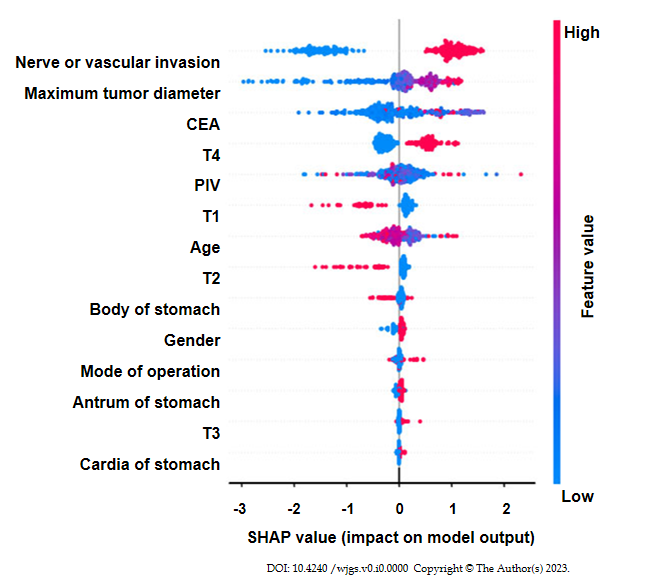 High
Nerve or vascular invasion
Maximum tumor diameter
CEA
T4
PIV
T1
Age
T2
Body of stomach
Gender
Mode of operation
Antrum of stomach
T3
Cardia of stomach
Feature value
Low
-3 -2 -1 0 1 2
SHAP value (impact on model output)
DOI: 10.4240 /wjgs.v0.i0.0000 Copyright © The Author(s) 2023.